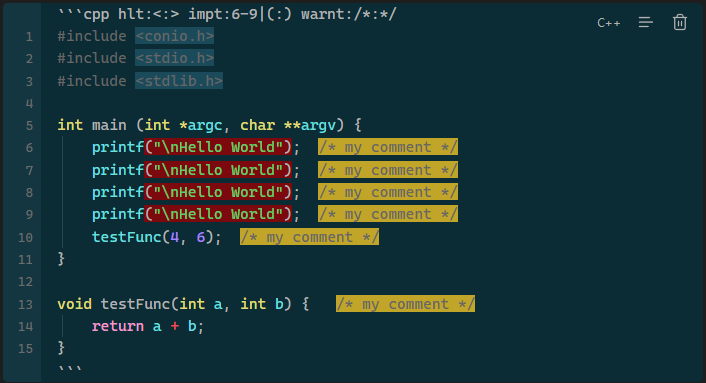 ```cpp hlt:<:> impt:6-9|(:) warnt:/*:*/
C++
1 #include <conio.h>
2 #include <stdio.h>
3 #include <stdlib.h>
4
5 int main (int *argc, char **argv) {
6 printf("\nHello World"); /* my comment */
7 printf("\nHello World"); /* my comment */
8 printf("\nHello World"); /* my comment */
9 printf("\nHello World"); /* my comment */
10 testFunc(4, 6); /* my comment */
11 }
12
13 void testFunc(int a, int b) { /* my comment */
14 return a + b;
15 }
```